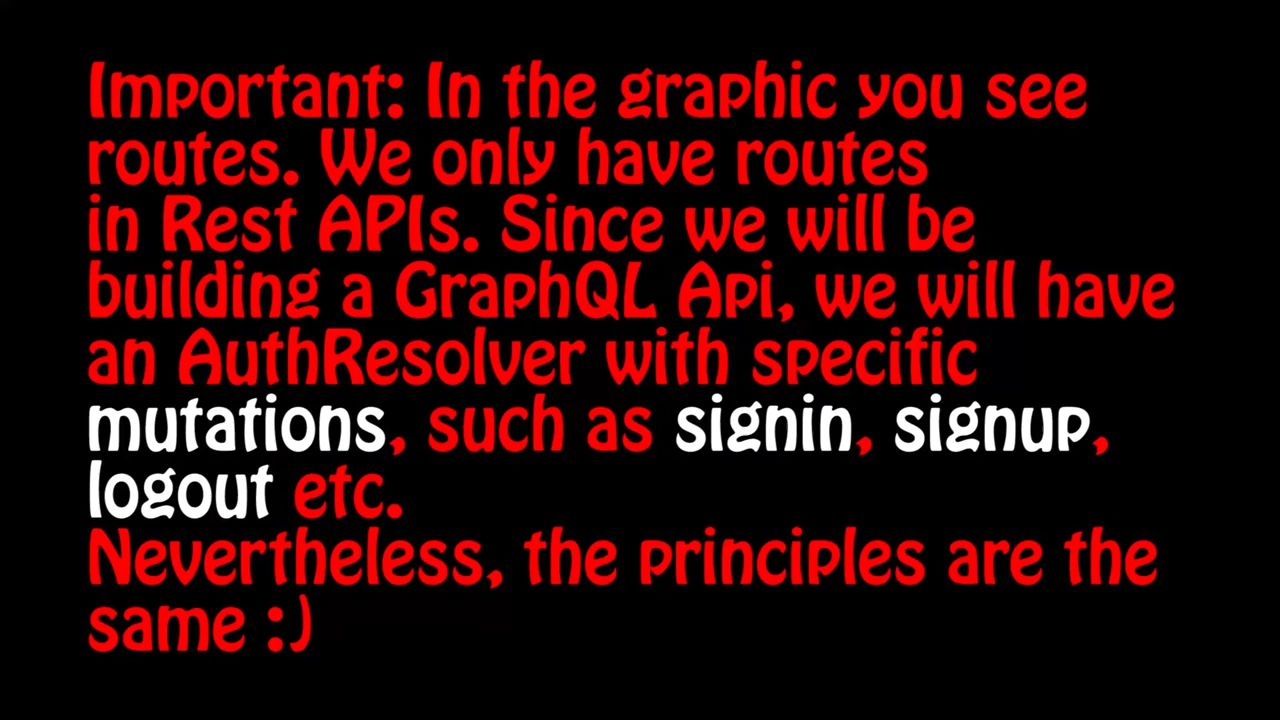 Important: In the graphic you see
routes. We only have routes
in Rest APIs. Since we will be
building a GraphQL Api, we will have
an AuthResolver with specific
mutations, such as signin, signup,
logout etc.
Nevertheless, the principles are the
same :)